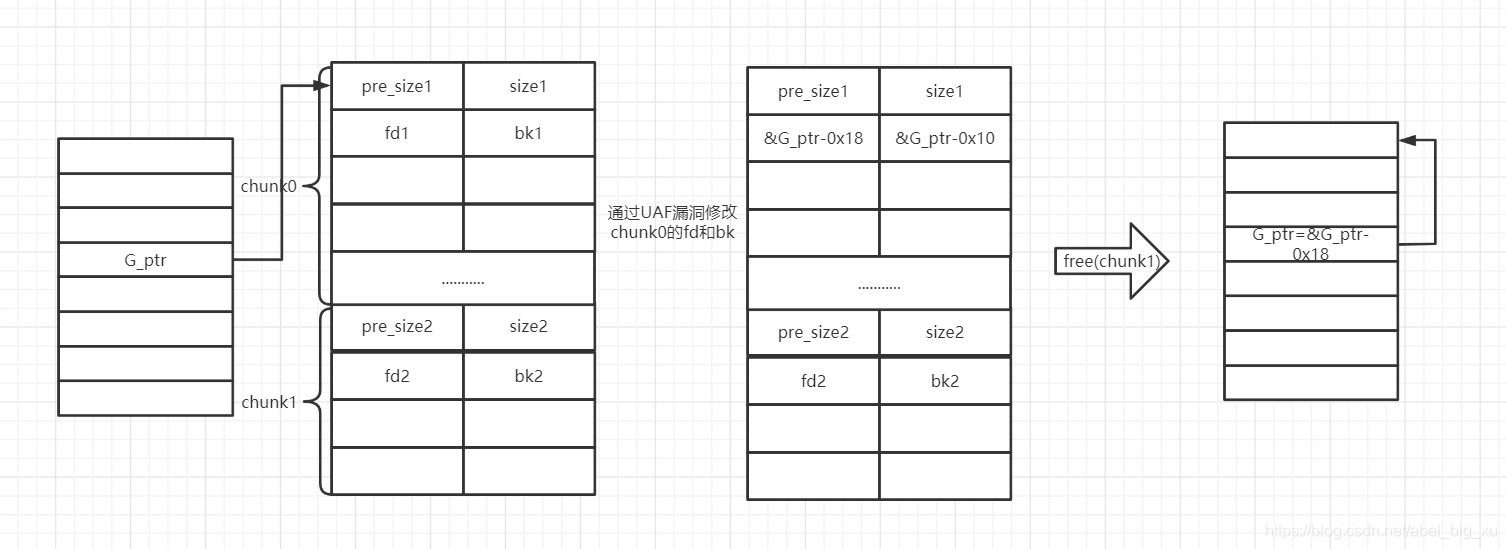 G_ptr
chunk0
chunk1
pre_size1
size1
fd1
bk1
...........
pre_size2
size2
fd2
bk2
通过UAF漏洞修改
chunk0的fd和bk
pre_size1
size1
&G_ptr-0x18
&G_ptr-0x10
...........
pre_size2
size2
fd2
bk2
free(chunk1)
G_ptr=&G_ptr-
0x18
https://blog.csdn.net/abel_big_xu